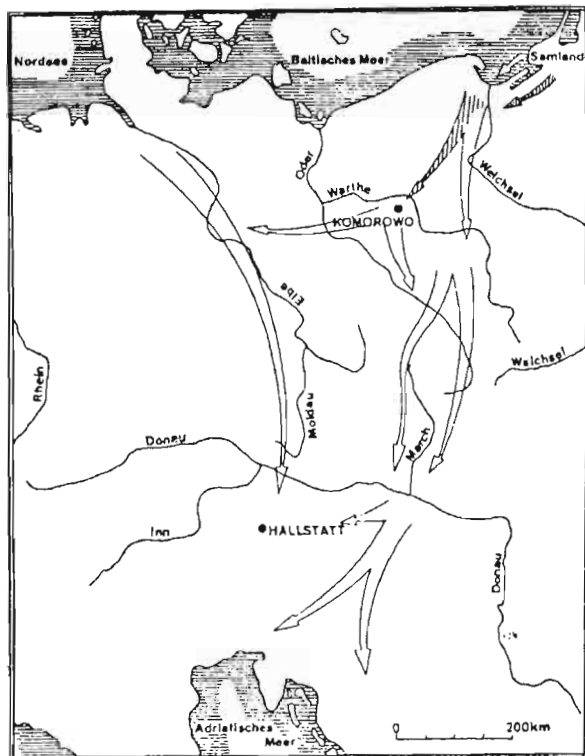 Nordsee
Baltisches Meer
Samland
Oder
Warthe
Weichsel
KOMOROWO
Elbe
Weichsel
Rhein
Moldau
March
Donau
Inn
HALLSTATT
Donau
Adriatisches
Meer
0 200km